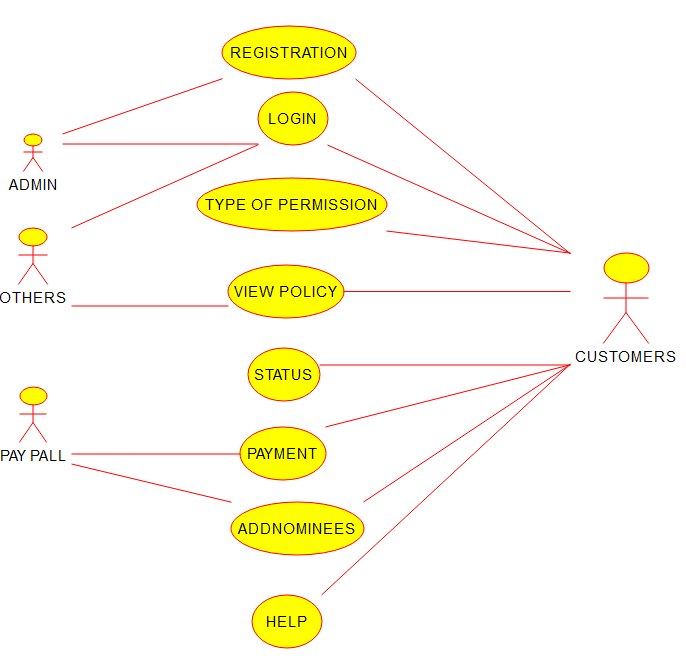 REGISTRATION
LOGIN
ADMIN
TYPE OF PERMISSION
OTHERS
VIEW POLICY
CUSTOMERS
STATUS
PAY PALL
PAYMENT
ADDNOMINEES
HELP